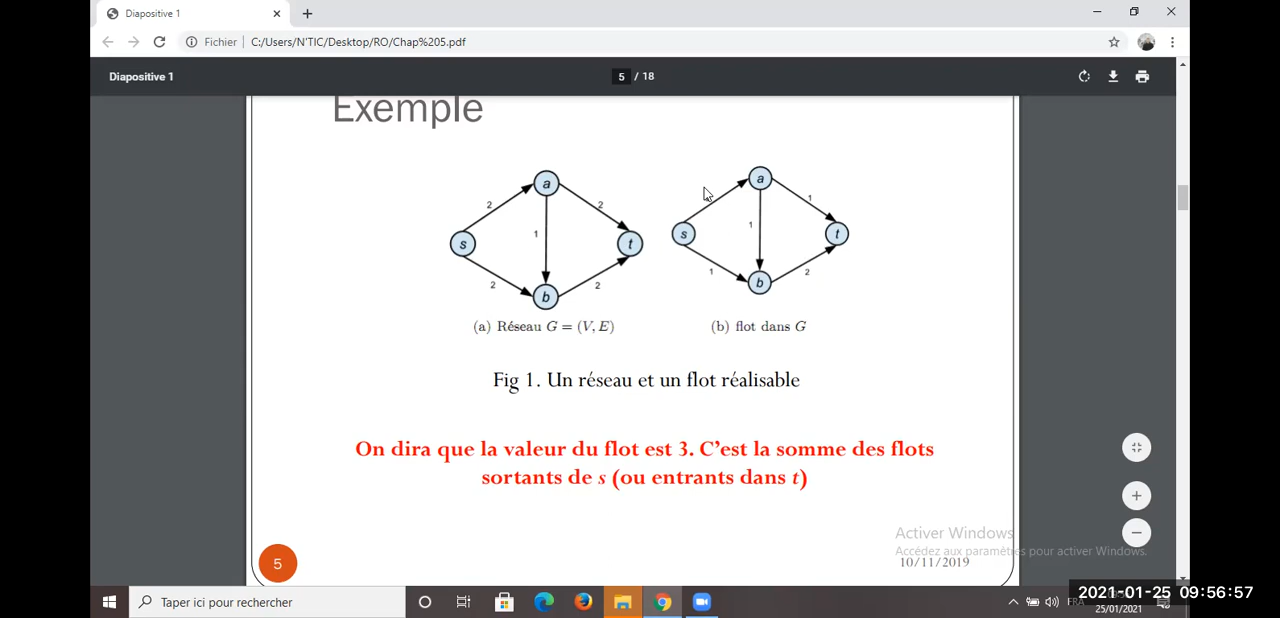 Diapositive 1
Fichier
C:/Users/N'TIC/Desktop/RO/Chap%205.pdf
Diapositive 1
5 / 18
Exemple
a
a
2
2
1
1
1
s
t
s
t
2
2
1
2
b
b
(a) Réseau G = (V, E)
(b) flot dans G
Fig 1. Un réseau et un flot réalisable
On dira que la valeur du flot est 3. C'est la somme des flots
sortants de s (ou entrants dans t)
Activer Windows
Accédez aux paramètres pour activer Windows.
5
10/11/2019
Taper ici pour rechercher
FRA
2021-01-25 09:56:57
25/01/2021